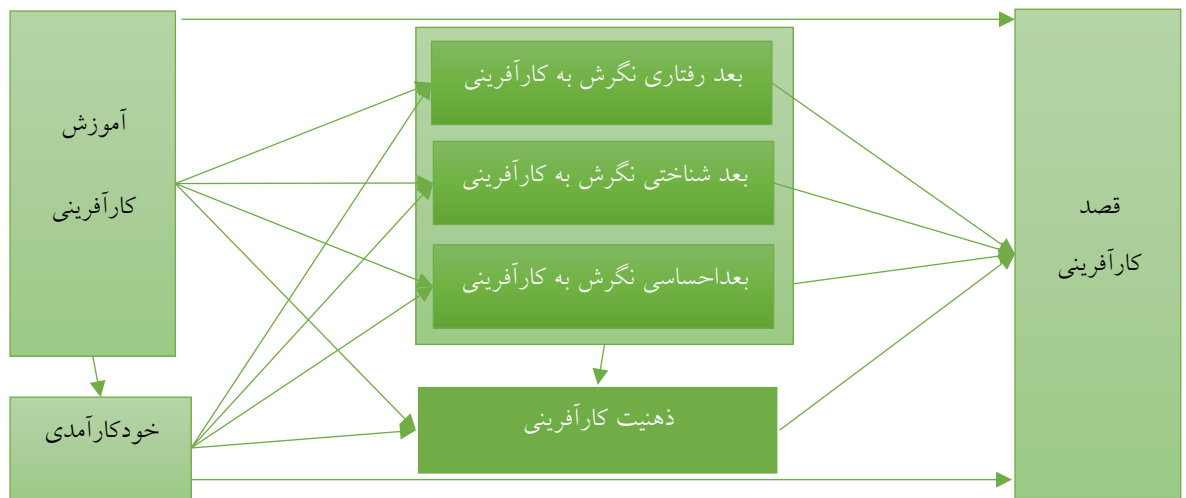 آموزش
کارآفرینی
خودکارآمدی
بعد رفتاری نگرش به کارآفرینی
بعد شناختی نگرش به کارآفرینی
بعداحساسی نگرش به کارآفرینی
ذهنیت کارآفرینی
قصد
کارآفرینی